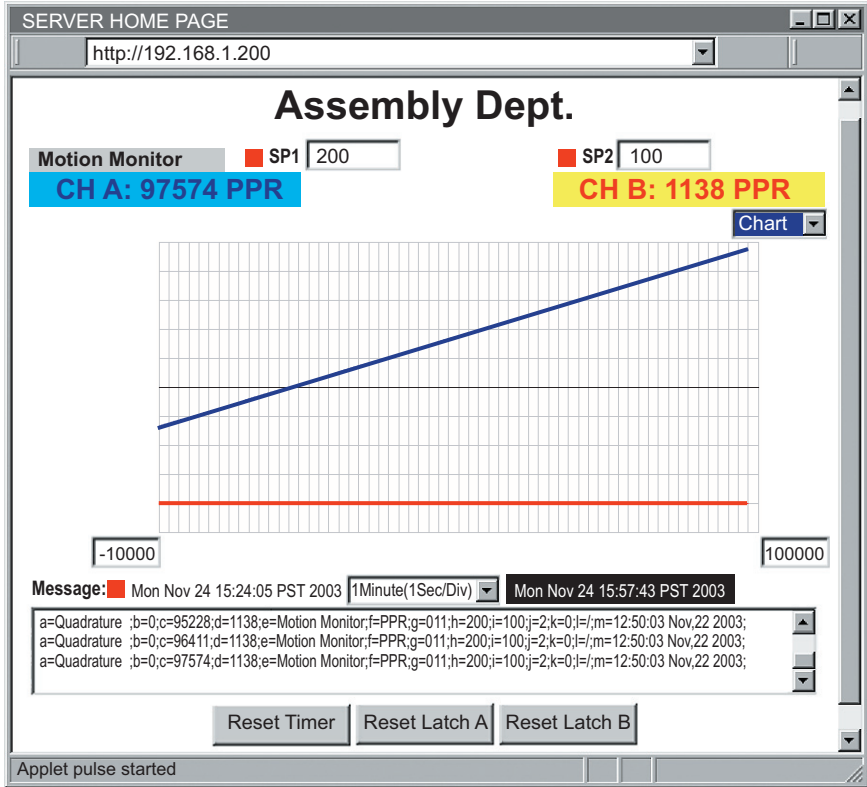 SERVER HOME PAGE
http://192.168.1.200
Assembly Dept.
Motion Monitor SP1 200 SP2 100
CH A: 97574 PPR CH B: 1138 PPR
Chart
-10000 100000
Message: Mon Nov 24 15:24:05 PST 2003 1Minute(1Sec/Div) Mon Nov 24 15:57:43 PST 2003
a=Quadrature ;b=0;c=95228;d=1138;e=Motion Monitor;f=PPR;g=011;h=200;i=100;j=2;k=0;l=/;m=12:50:03 Nov,22 2003;
a=Quadrature ;b=0;c=96411;d=1138;e=Motion Monitor;f=PPR;g=011;h=200;i=100;j=2;k=0;l=/;m=12:50:03 Nov,22 2003;
a=Quadrature ;b=0;c=97574;d=1138;e=Motion Monitor;f=PPR;g=011;h=200;i=100;j=2;k=0;l=/;m=12:50:03 Nov,22 2003;
Reset Timer Reset Latch A Reset Latch B
Applet pulse started